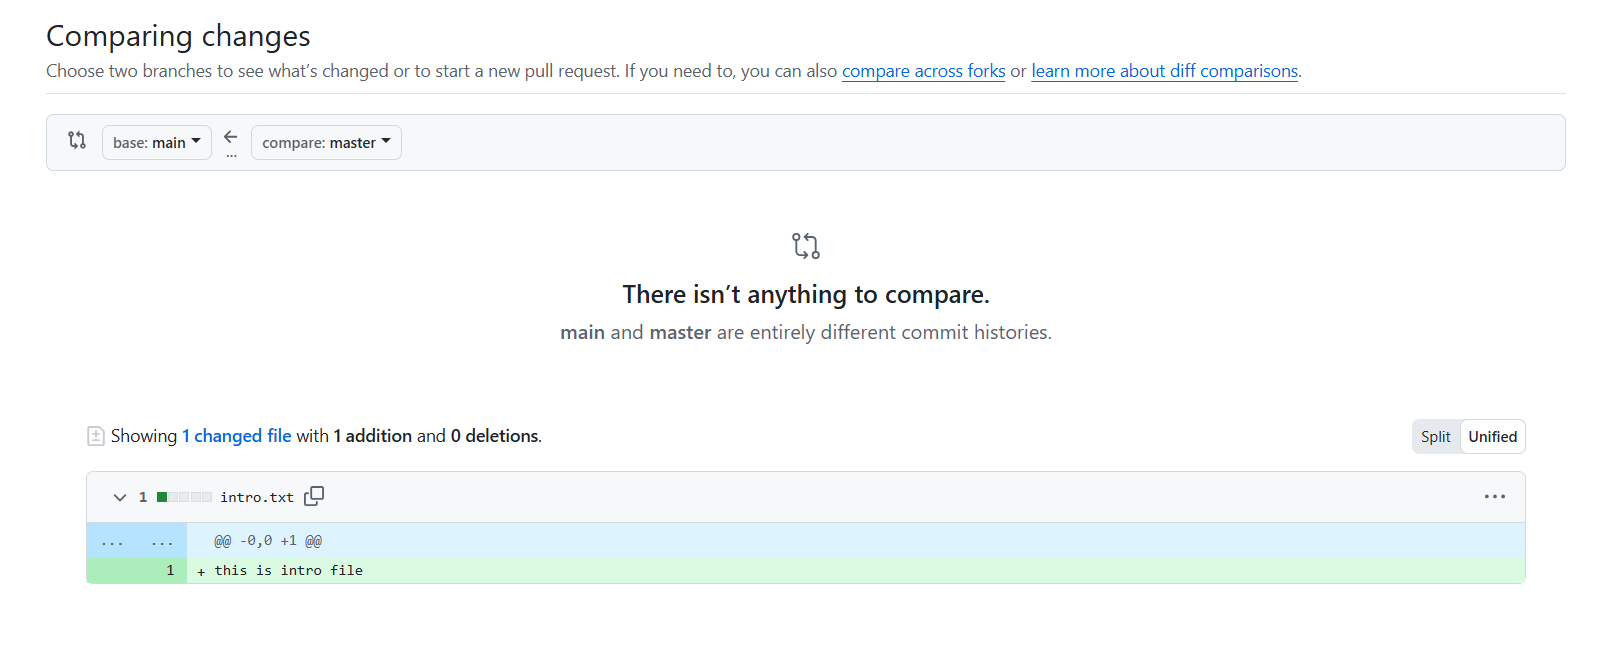 Comparing changes
Choose two branches to see what’s changed or to start a new pull request. If you need to, you can also compare across forks or learn more about diff comparisons.
base: main ... compare: master
There isn’t anything to compare.
main and master are entirely different commit histories.
Showing 1 changed file with 1 addition and 0 deletions. Split Unified
1 intro.txt
... ... @@ -0,0 +1 @@
1 + this is intro file